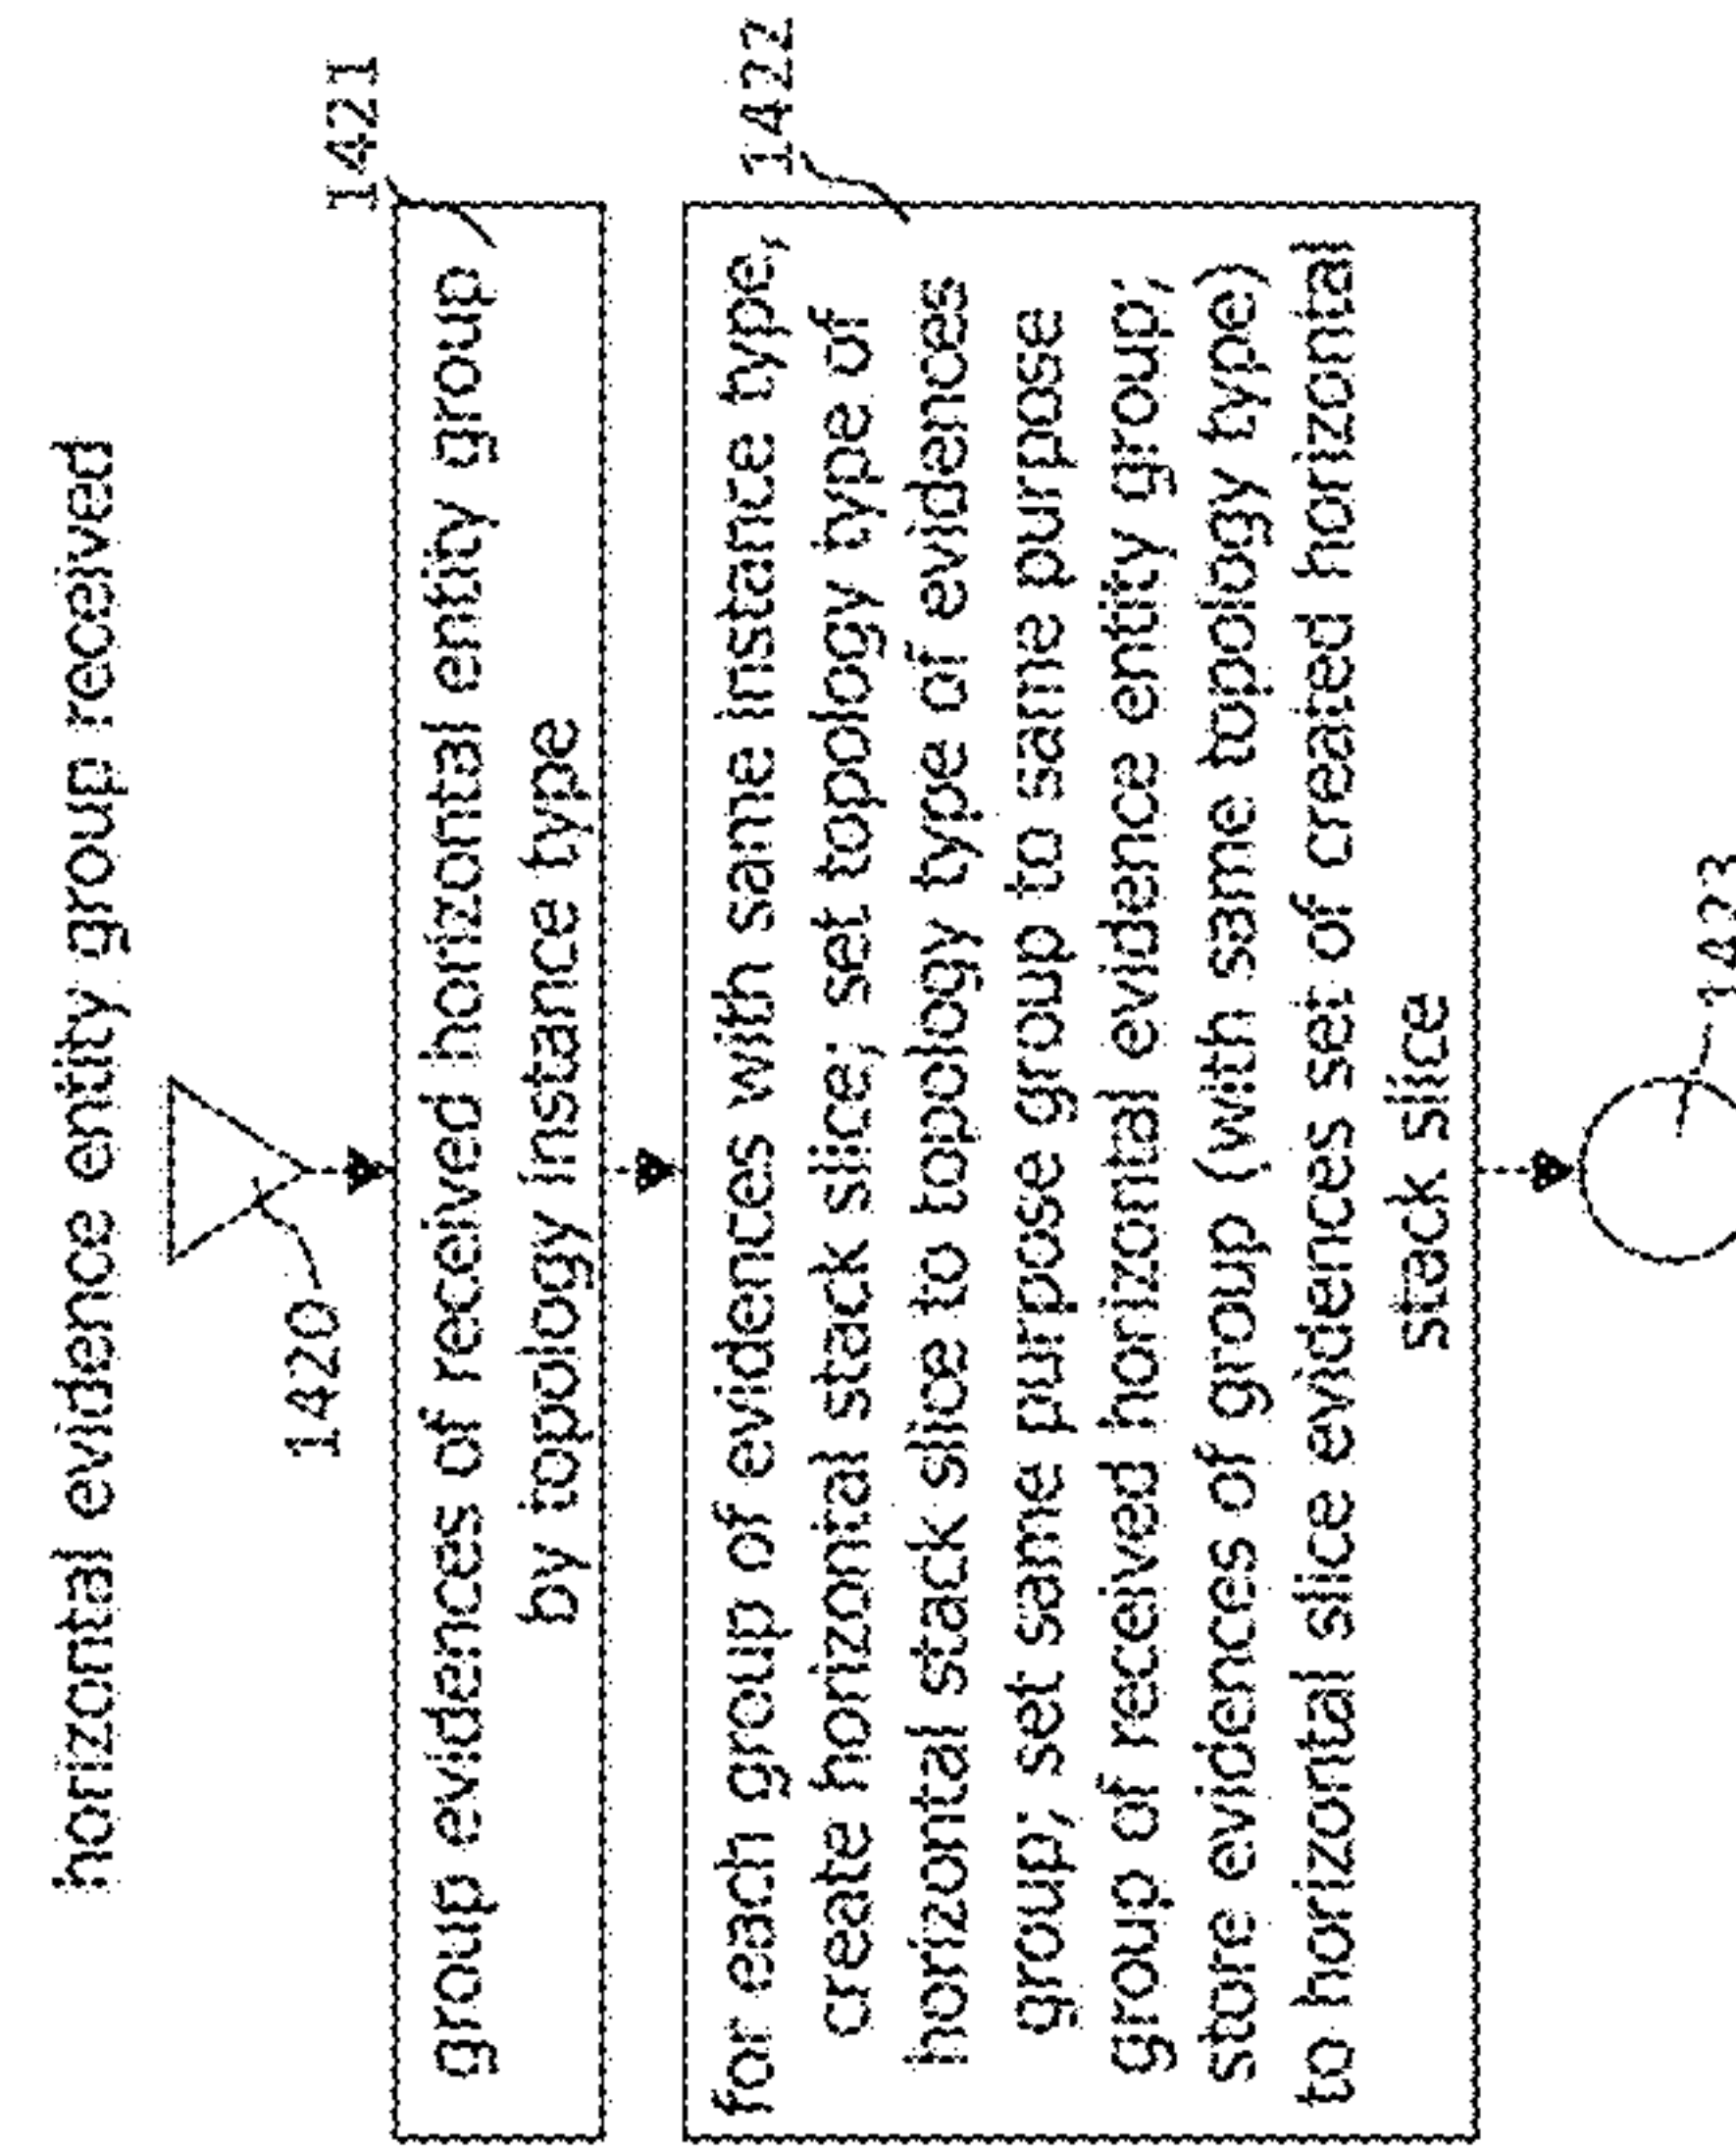 horizontal evidence entity group received
1420
1421
group evidences of received horizontal entity group
by topology instance type
1422
for each group of evidences with same instance type,
create horizontal stack slice; set topology type of
horizontal stack slice to topology type of evidences
group; set same purpose group to same purpose
group of received horizontal evidence entity group;
store evidences of group (with same topology type)
to horizontal slice evidences set of created horizontal
stack slice
1423